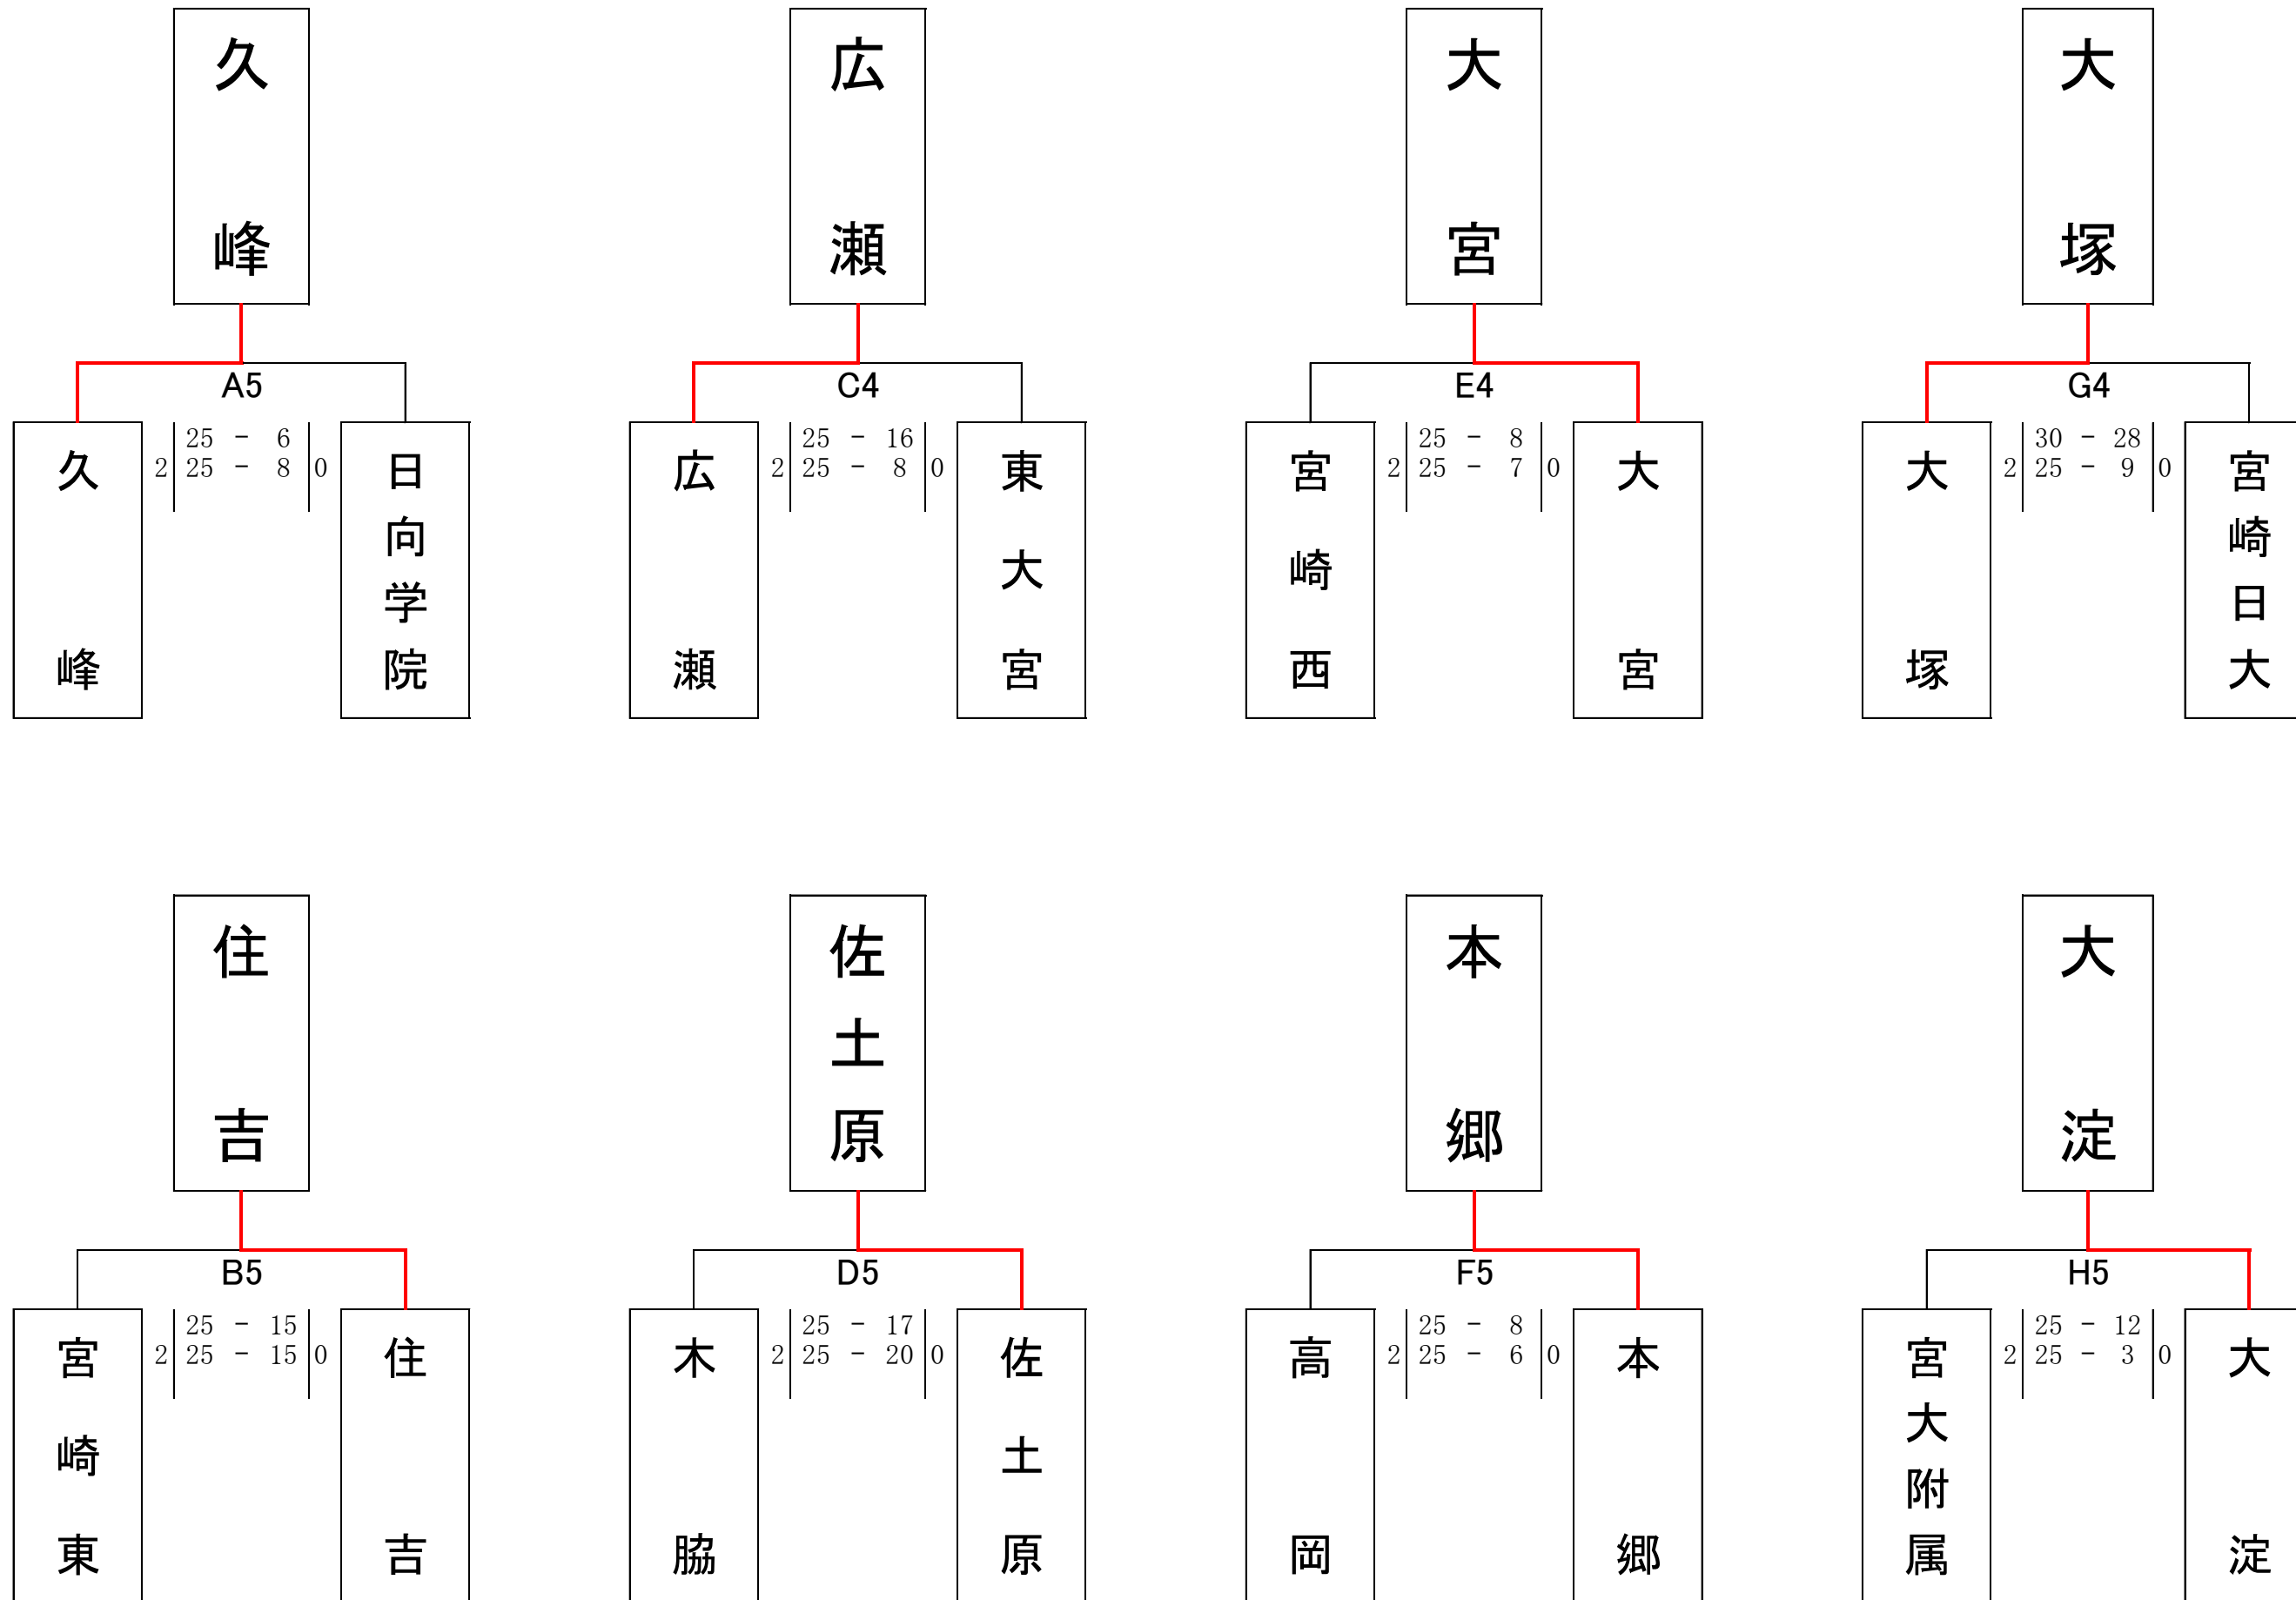 久峰
広瀬
大宮
大塚
A5
C4
E4
G4
久峰
2 25 - 6 0
25 - 8
日向学院
広瀬
2 25 - 16 0
25 - 8
東大宮
宮崎西
2 25 - 8 0
25 - 7
大宮
大塚
2 30 - 28 0
25 - 9
宮崎日大
住吉
佐土原
本郷
大淀
B5
D5
F5
H5
宮崎東
2 25 - 15 0
25 - 15
住吉
木脇
2 25 - 17 0
25 - 20
佐土原
高岡
2 25 - 8 0
25 - 6
本郷
宮大附属
2 25 - 12 0
25 - 3
大淀